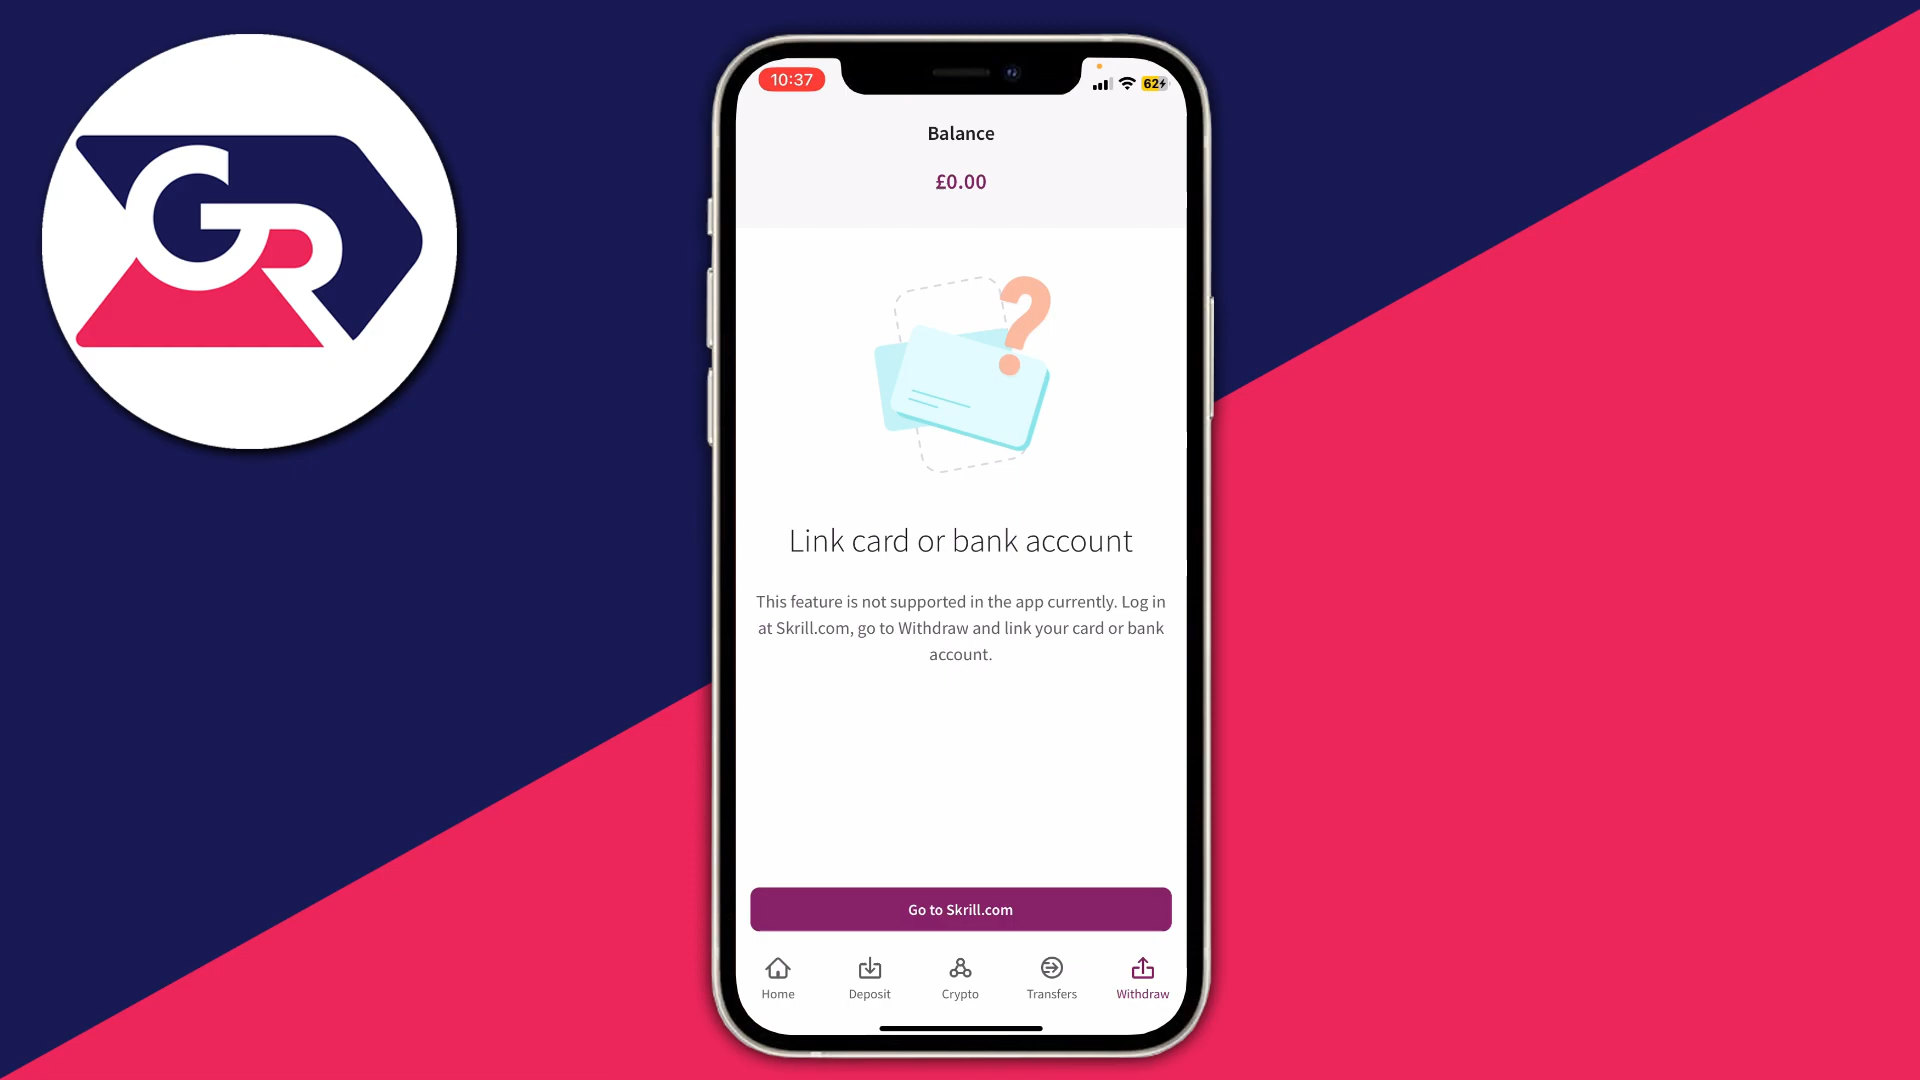 GR
10:37
62
Balance
£0.00
?
Link card or bank account
This feature is not supported in the app currently. Log in
at Skrill.com, go to Withdraw and link your card or bank
account.
Go to Skrill.com
Home Deposit Crypto Transfers Withdraw